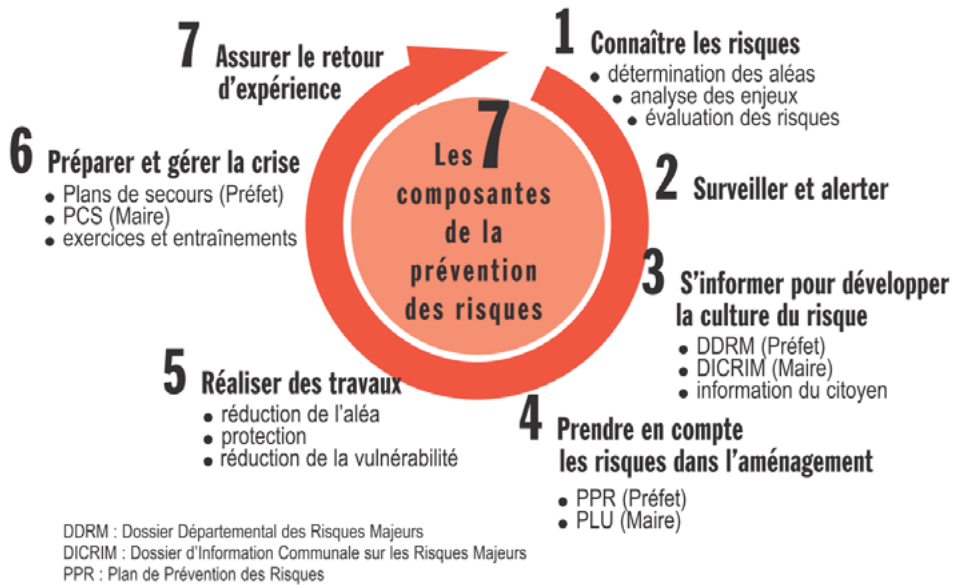 Les 7
composantes
de la
prévention
des risques
1 Connaître les risques
• détermination des aléas
• analyse des enjeux
• évaluation des risques
2 Surveiller et alerter
3 S'informer pour développer
la culture du risque
• DDRM (Préfet)
• DICRIM (Maire)
• information du citoyen
4 Prendre en compte
les risques dans l'aménagement
• PPR (Préfet)
• PLU (Maire)
5 Réaliser des travaux
• réduction de l'aléa
• protection
• réduction de la vulnérabilité
6 Préparer et gérer la crise
• Plans de secours (Préfet)
• PCS (Maire)
• exercices et entraînements
7 Assurer le retour
d'expérience
DDRM : Dossier Départemental des Risques Majeurs
DICRIM : Dossier d'Information Communale sur les Risques Majeurs
PPR : Plan de Prévention des Risques